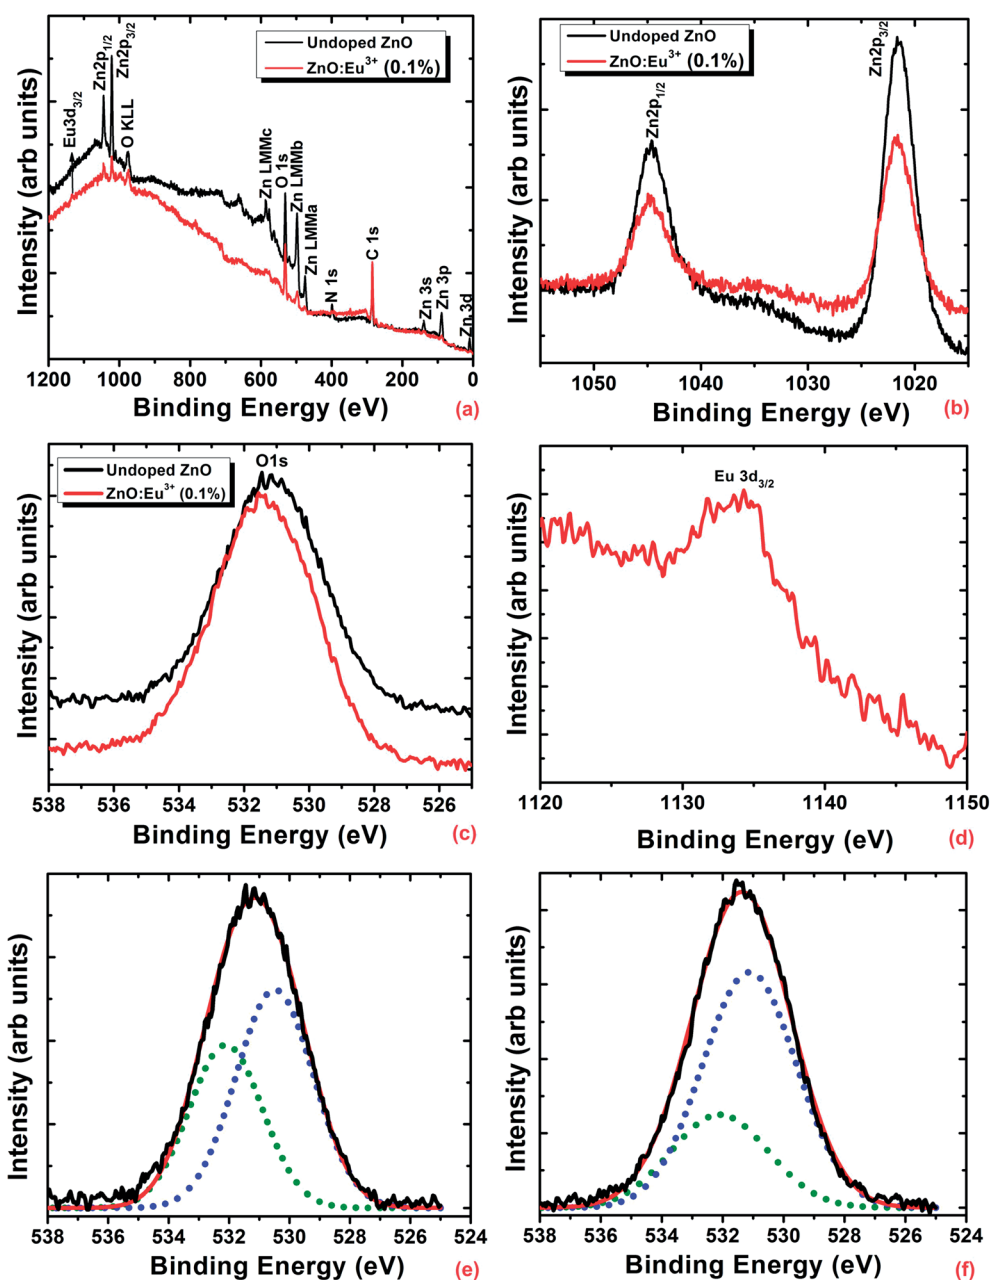 Undoped ZnO
ZnO:Eu³⁺ (0.1%)
Eu3d₃/₂
Zn2p₁/₂
Zn2p₃/₂
O KLL
Zn LMMc
O 1s
Zn LMMb
Zn LMMa
N 1s
C 1s
Zn 3s
Zn 3p
Zn 3d
Intensity (arb units)
1200 1000 800 600 400 200 0
Binding Energy (eV)
(a)
Undoped ZnO
ZnO:Eu³⁺ (0.1%)
Zn2p₁/₂
Zn2p₃/₂
Intensity (arb units)
1050 1040 1030 1020
Binding Energy (eV)
(b)
Undoped ZnO
ZnO:Eu³⁺ (0.1%)
O1s
Intensity (arb units)
538 536 534 532 530 528 526
Binding Energy (eV)
(c)
Eu 3d₃/₂
Intensity (arb units)
1120 1130 1140 1150
Binding Energy (eV)
(d)
Intensity (arb units)
538 536 534 532 530 528 526 524
Binding Energy (eV)
(e)
Intensity (arb units)
538 536 534 532 530 528 526 524
Binding Energy (eV)
(f)